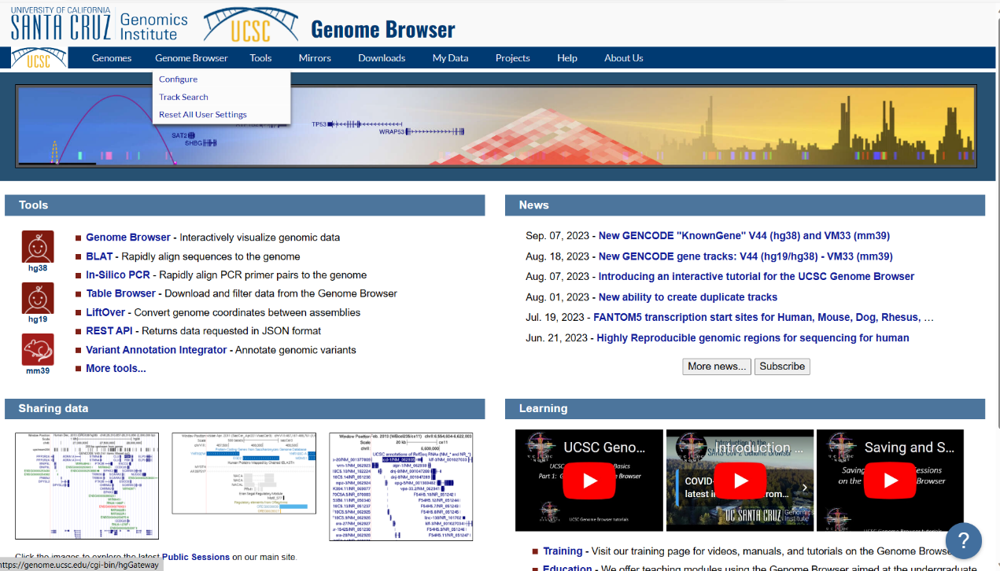 UNIVERSITY OF CALIFORNIA
SANTA CRUZ
Genomics
Institute
UCSC
Genome Browser
UCSC
Genomes
Genome Browser
Tools
Mirrors
Downloads
My Data
Projects
Help
About Us
Configure
Track Search
Reset All User Settings
TP53
WRAP53
SAT2
SHBG
Tools
hg38
hg19
mm39
Genome Browser - Interactively visualize genomic data
BLAT - Rapidly align sequences to the genome
In-Silico PCR - Rapidly align PCR primer pairs to the genome
Table Browser - Download and filter data from the Genome Browser
LiftOver - Convert genome coordinates between assemblies
REST API - Returns data requested in JSON format
Variant Annotation Integrator - Annotate genomic variants
More tools...
News
Sep. 07, 2023 - New GENCODE "KnownGene" V44 (hg38) and VM33 (mm39)
Aug. 18, 2023 - New GENCODE gene tracks: V44 (hg19/hg38) - VM33 (mm39)
Aug. 07, 2023 - Introducing an interactive tutorial for the UCSC Genome Browser
Aug. 01, 2023 - New ability to create duplicate tracks
Jul. 19, 2023 - FANTOM5 transcription start sites for Human, Mouse, Dog, Rhesus, …
Jun. 21, 2023 - Highly Reproducible genomic regions for sequencing for human
More news...
Subscribe
Sharing data
Click the images to explore the latest Public Sessions on our main site.
https://genome.ucsc.edu/cgi-bin/hgGateway
Learning
UCSC Geno...
Basics
Part 1: G
Browser
UCSC Genome Browser tutorials
Introduction ...
COVID-
latest in
from...
UC SANTA CRUZ Genomics Institute
Saving and S...
Saving
essions
on the
Browser
?
Training - Visit our training page for videos, manuals, and tutorials on the Genome Browse
Education - We offer teaching modules using the Genome Browser aimed at the undergraduate